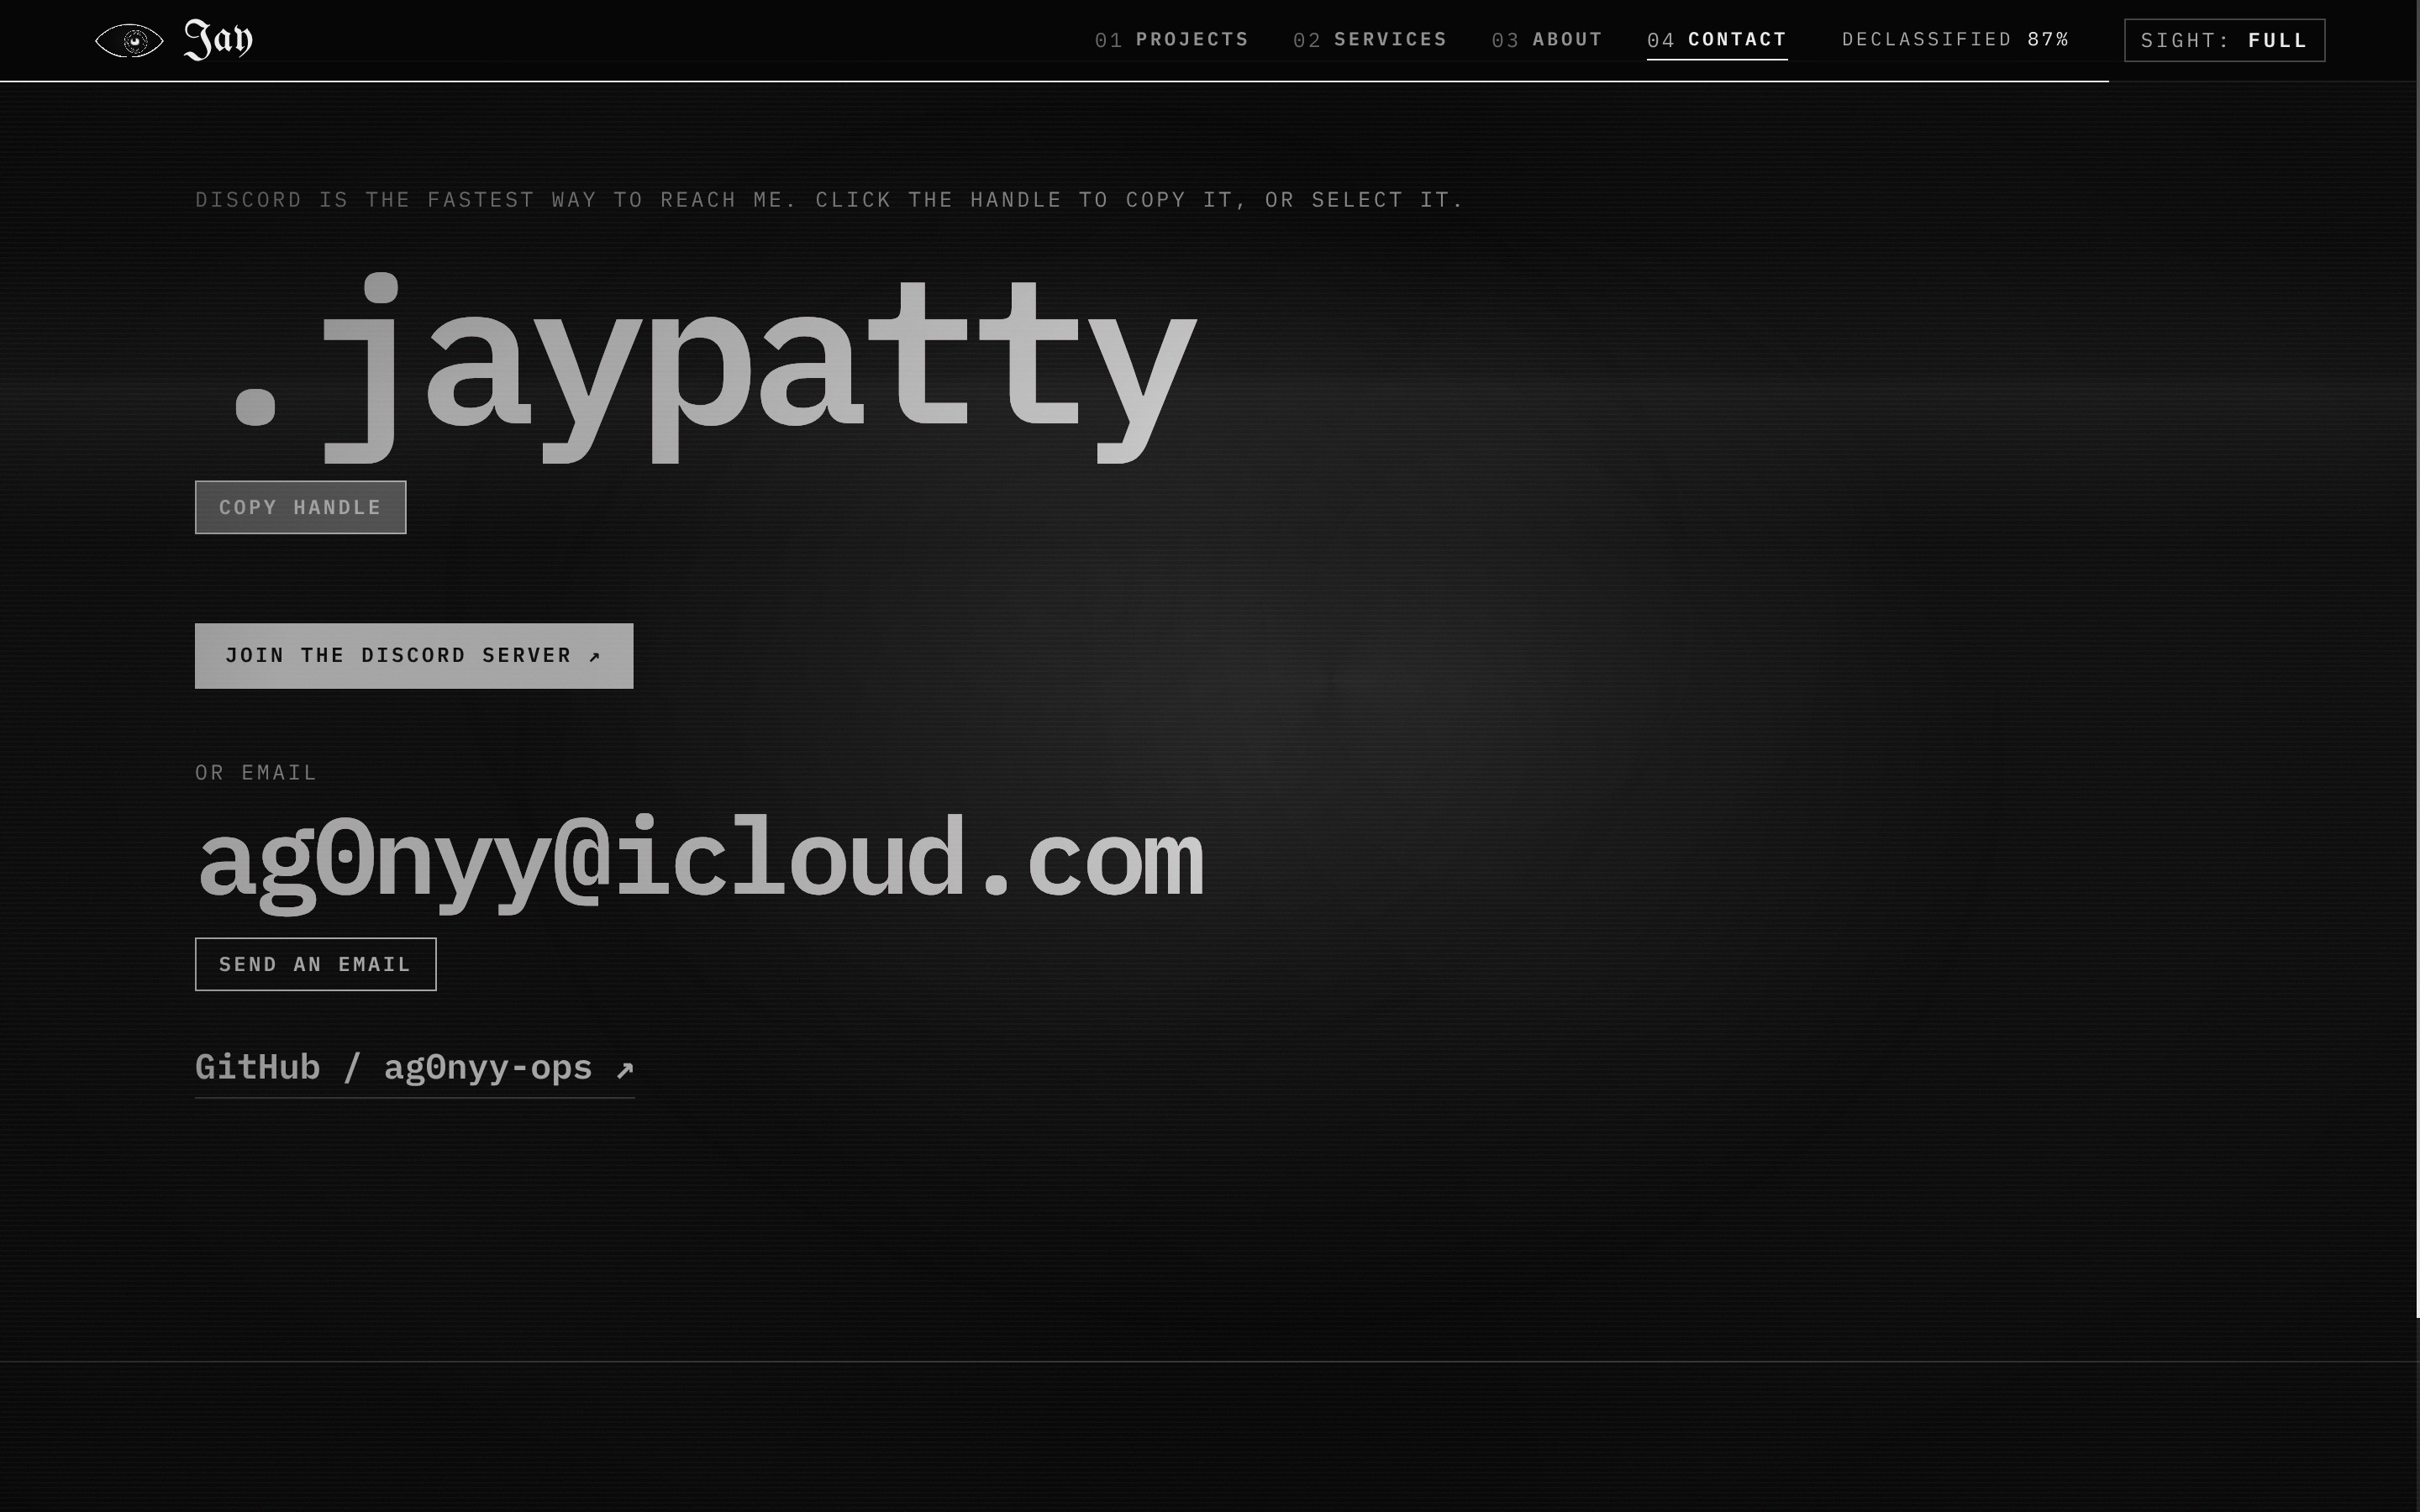 Jay
01 PROJECTS 02 SERVICES 03 ABOUT 04 CONTACT DECLASSIFIED 87% SIGHT: FULL
DISCORD IS THE FASTEST WAY TO REACH ME. CLICK THE HANDLE TO COPY IT, OR SELECT IT.
.jaypatty
COPY HANDLE
JOIN THE DISCORD SERVER ↗
OR EMAIL
ag0nyy@icloud.com
SEND AN EMAIL
GitHub / ag0nyy-ops ↗